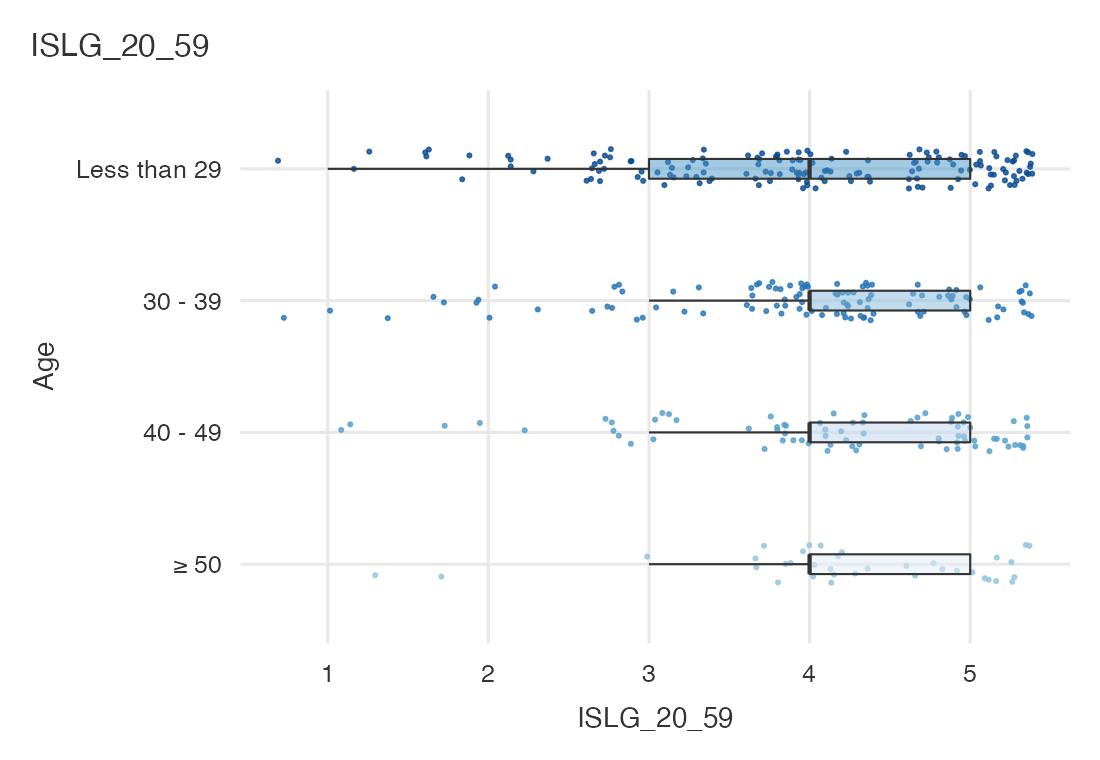 ISLG_20_59
Less than 29
30 - 39
40 - 49
≥ 50
Age
1 2 3 4 5
ISLG_20_59